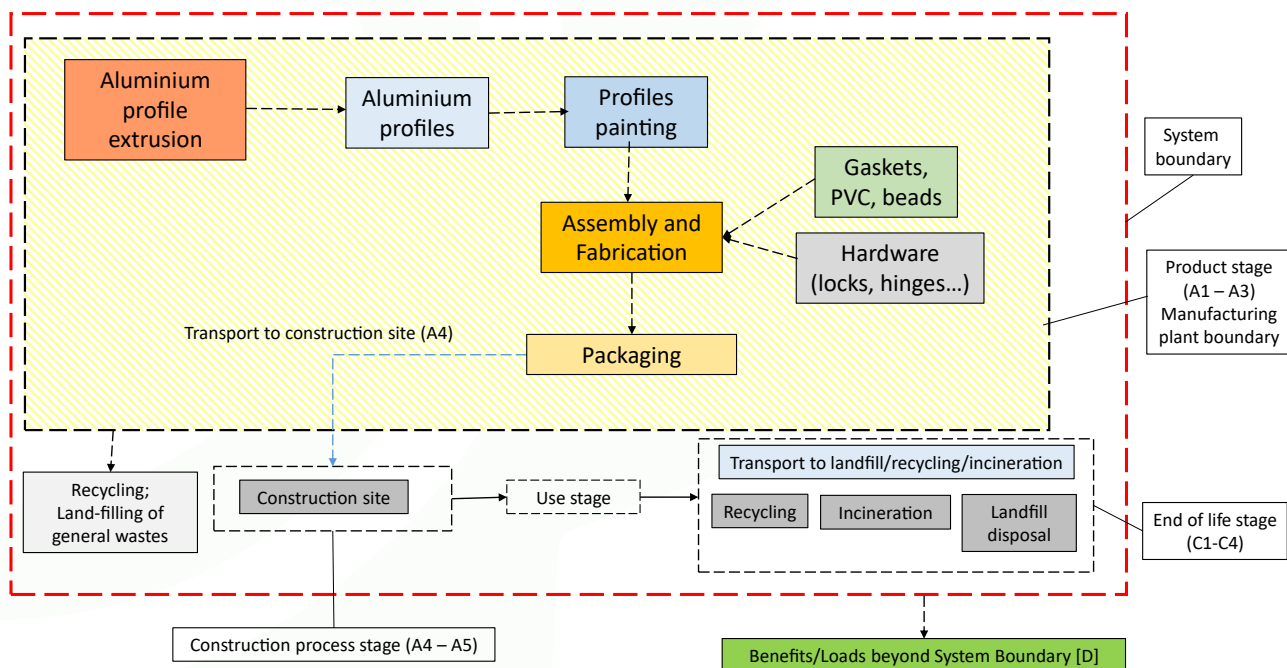 Aluminium
profile
extrusion
Aluminium
profiles
Profiles
painting
System
boundary
Gaskets,
PVC, beads
Assembly and
Fabrication
Hardware
(locks, hinges...)
Product stage
(A1 – A3)
Manufacturing
plant boundary
Transport to construction site (A4)
Packaging
Transport to landfill/recycling/incineration
Recycling;
Land-filling of
general wastes
Construction site
Use stage
Recycling
Incineration
Landfill
disposal
End of life stage
(C1-C4)
Construction process stage (A4 – A5)
Benefits/Loads beyond System Boundary [D]